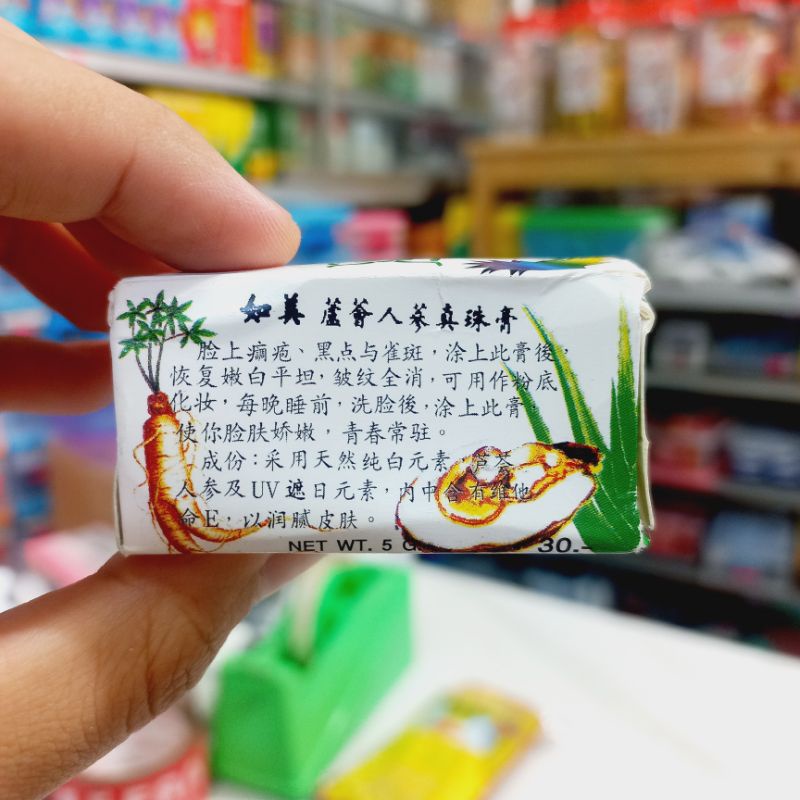 如美 蘆薈人蔘真珠膏
脸上痲疱、黑点与雀斑，涂上此膏後，
恢复嫩白平坦，皱纹全消，可用作粉底
化妆，每晚睡前，洗脸後，涂上此膏，
使你脸肤娇嫩，青春常驻。
成份：采用天然纯白元素，芦荟
人参及UV遮日元素，内中含有维他
命E，以润腻皮肤。
NET WT. 5 G. 30.-